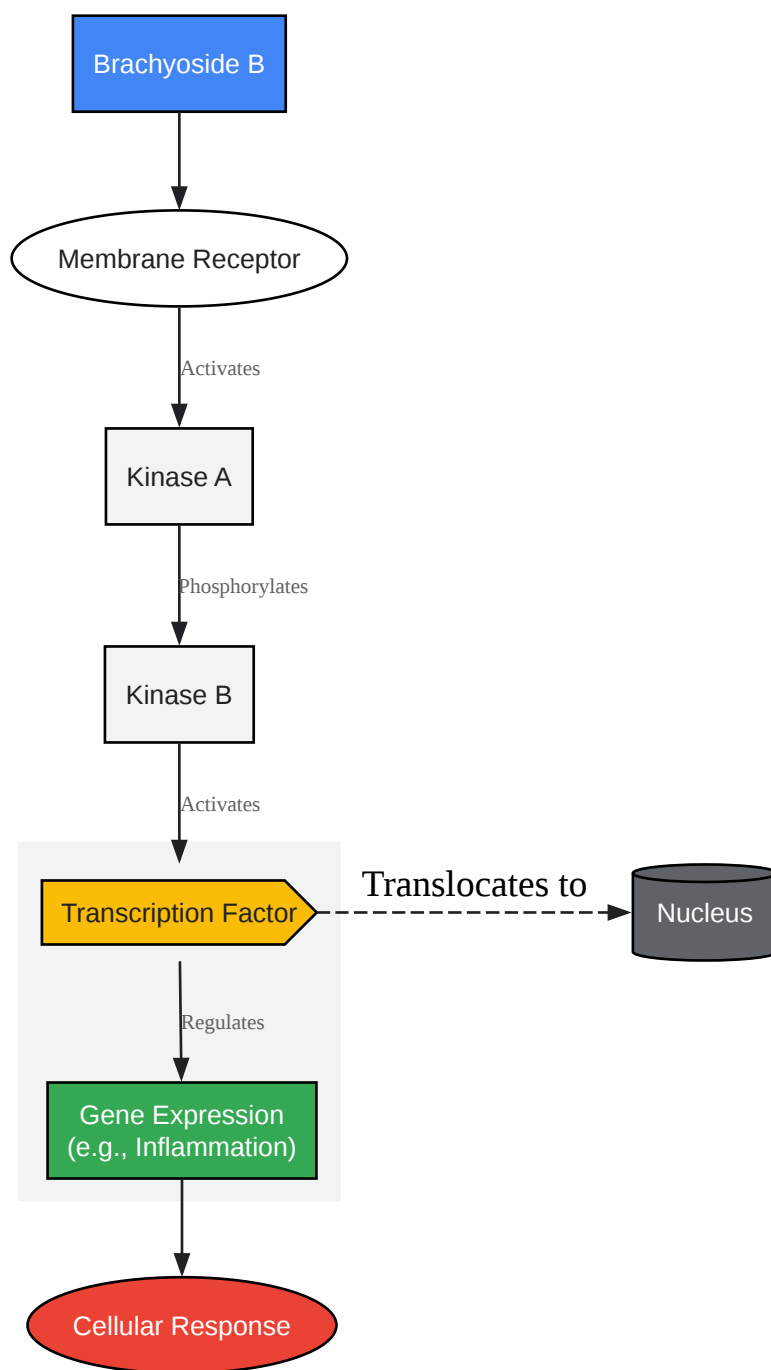 Brachyoside B
Membrane Receptor
Activates
Kinase A
Phosphorylates
Kinase B
Activates
Transcription Factor
Translocates to
Nucleus
Regulates
Gene Expression
(e.g., Inflammation)
Cellular Response